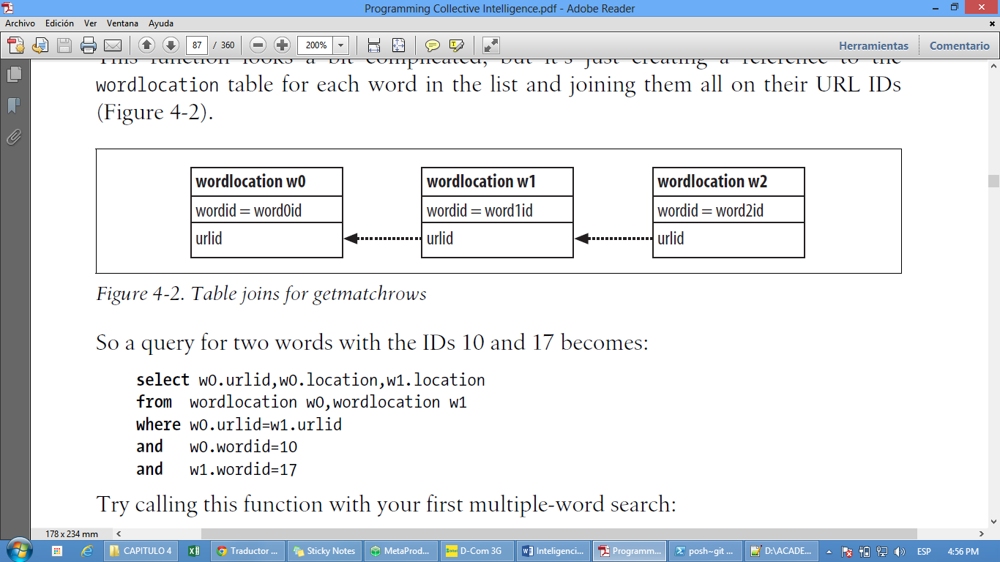 Programming Collective Intelligence.pdf - Adobe Reader
Archivo Edición Ver Ventana Ayuda
87 / 360 200% Herramientas Comentario
This function looks a bit complicated, but it's just creating a reference to the
wordlocation table for each word in the list and joining them all on their URL IDs
(Figure 4-2).
wordlocation w0 wordlocation w1 wordlocation w2
wordid = word0id wordid = word1id wordid = word2id
urlid urlid urlid
Figure 4-2. Table joins for getmatchrows
So a query for two words with the IDs 10 and 17 becomes:
select w0.urlid,w0.location,w1.location
from wordlocation w0,wordlocation w1
where w0.urlid=w1.urlid
and w0.wordid=10
and w1.wordid=17
Try calling this function with your first multiple-word search:
178 x 234 mm
CAPITULO 4 Traductor ... Sticky Notes MetaProd... D-Com 3G Inteligenci... Programm... posh~git ... D:\ACADE... ESP 4:56 PM